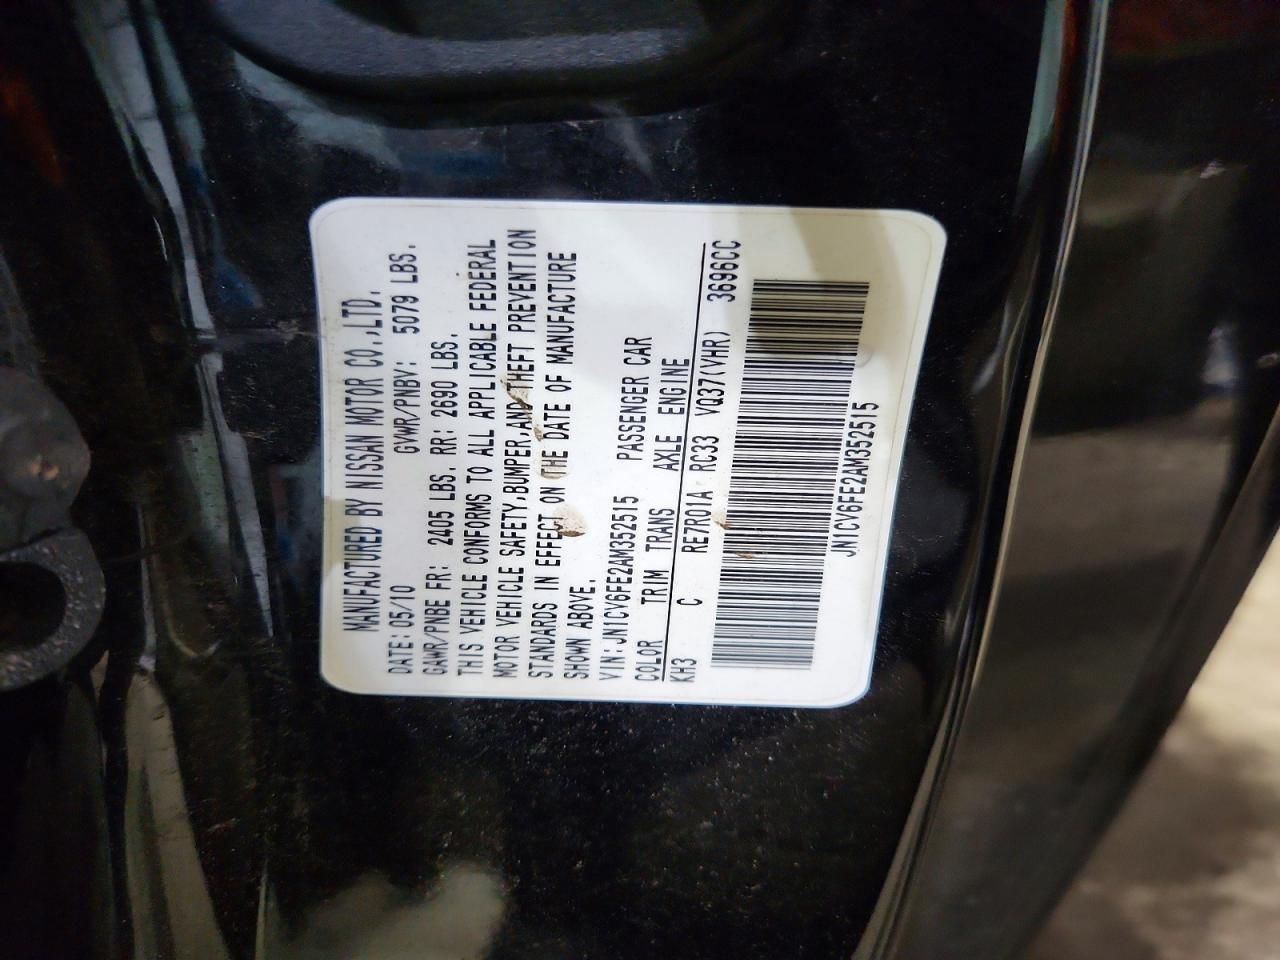 MANUFACTURED BY NISSAN MOTOR CO.,LTD.
DATE: 05/10 GVWR/PNBV: 5079 LBS.
GAWR/PNBE FR: 2405 LBS. RR: 2690 LBS.
THIS VEHICLE CONFORMS TO ALL APPLICABLE FEDERAL
MOTOR VEHICLE SAFETY,BUMPER,AND THEFT PREVENTION
STANDARDS IN EFFECT ON THE DATE OF MANUFACTURE
SHOWN ABOVE.
VIN:JN1CV6FE2AM352515 PASSENGER CAR
COLOR TRIM TRANS AXLE ENGINE
KH3 C RE7R01A RC33 VQ37(VHR) 3696CC
JN1CV6FE2AM352515